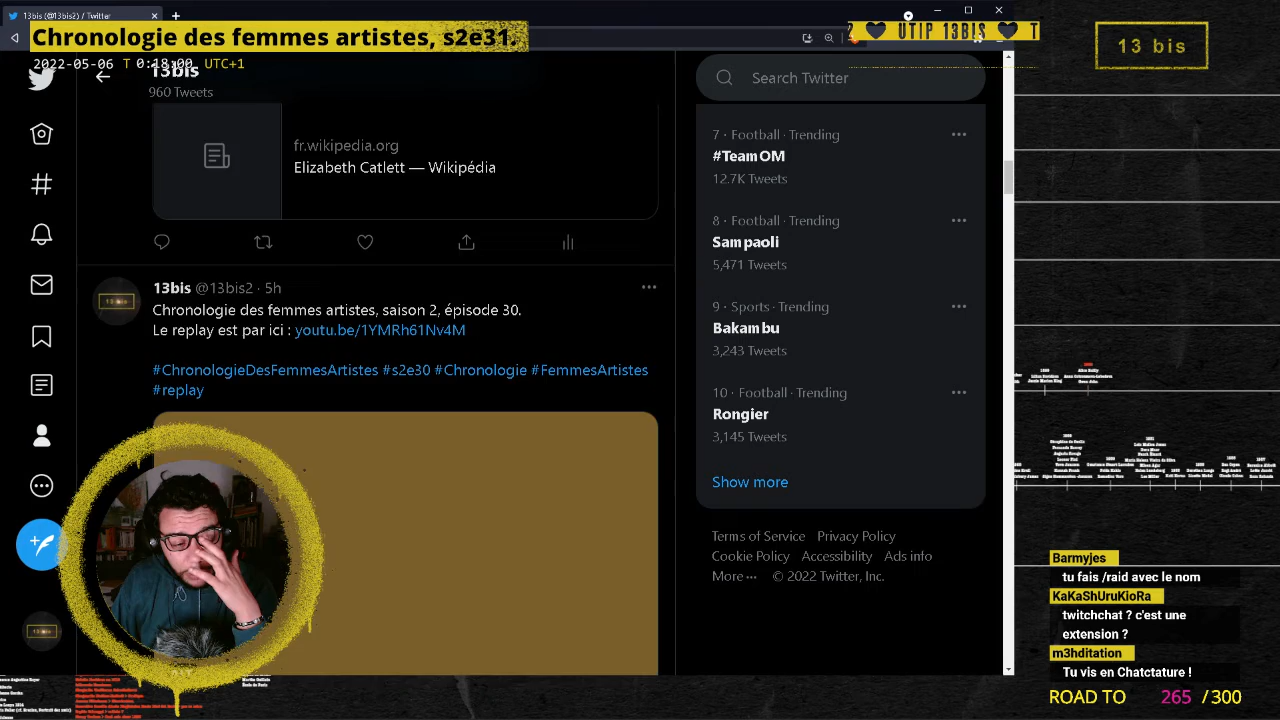 13bis (@13bis2) / Twitter
Chronologie des femmes artistes, s2e31.
UTIP 13BIS
T
13 bis
2022-05-06 T 0:18:00 UTC+1
13bis
960 Tweets
Search Twitter
fr.wikipedia.org
Elizabeth Catlett — Wikipédia
7 · Football · Trending
#TeamOM
12.7K Tweets
8 · Football · Trending
Sampaoli
5,471 Tweets
9 · Sports · Trending
Bakambu
3,243 Tweets
10 · Football · Trending
Rongier
3,145 Tweets
Show more
13bis @13bis2 · 5h
Chronologie des femmes artistes, saison 2, épisode 30.
Le replay est par ici : youtu.be/1YMRh61Nv4M
#ChronologieDesFemmesArtistes #s2e30 #Chronologie #FemmesArtistes
#replay
Terms of Service Privacy Policy
Cookie Policy Accessibility Ads info
More ··· © 2022 Twitter, Inc.
Barmyjes
tu fais /raid avec le nom
KaKaShUruKioRa
twitchchat ? c'est une
extension ?
m3hditation
Tu vis en Chatctature !
ROAD TO 265 / 300